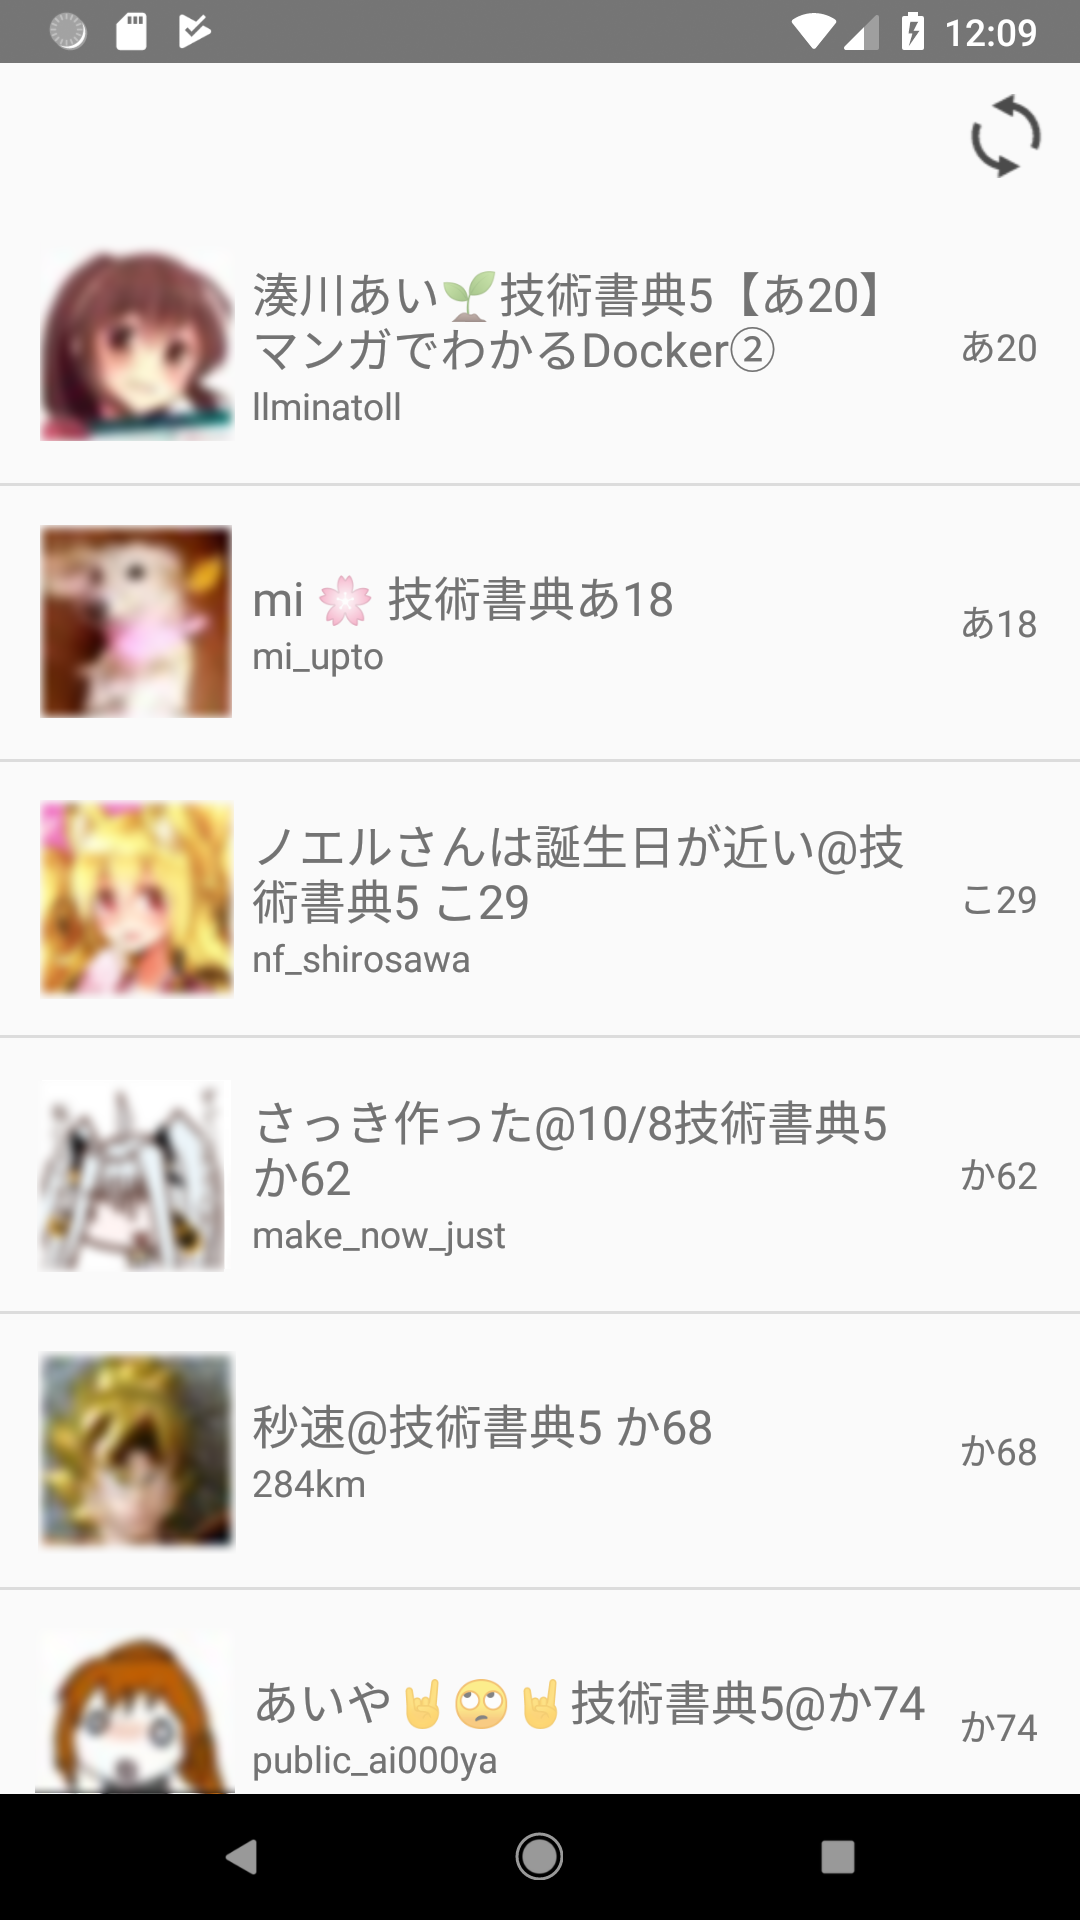 12:09
湊川あい🌱技術書典5【あ20】
マンガでわかるDocker②
llminatoll
あ20
mi 🌸 技術書典あ18
mi_upto
あ18
ノエルさんは誕生日が近い@技
術書典5 こ29
nf_shirosawa
こ29
さっき作った@10/8技術書典5
か62
make_now_just
か62
秒速@技術書典5 か68
284km
か68
あいや🤘🙄🤘技術書典5@か74
public_ai000ya
か74